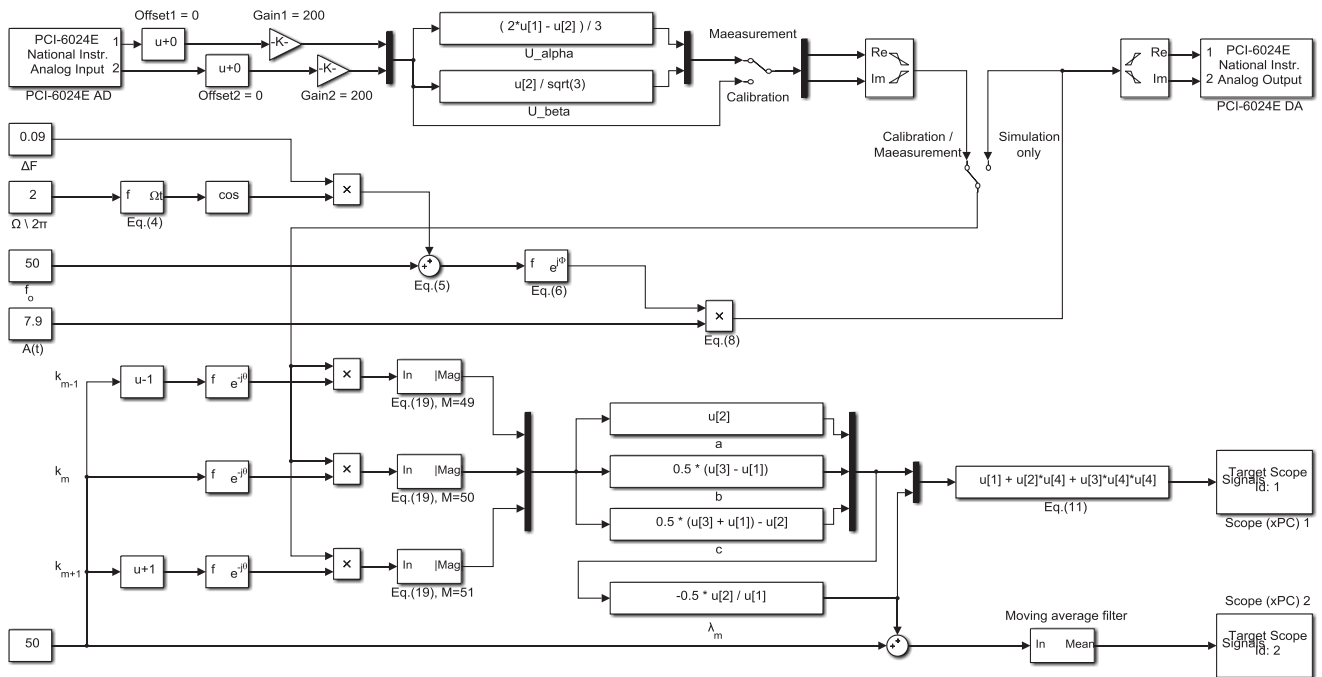 Offset1 = 0
Gain1 = 200
PCI-6024E
National Instr.
Analog Input
1
2
PCI-6024E AD
u+0
-K-
u+0
-K-
Offset2 = 0
Gain2 = 200
( 2*u[1] - u[2] ) / 3
U_alpha
u[2] / sqrt(3)
U_beta
Maeasurement
Calibration
Re
Im
Re
Im
1
2
PCI-6024E
National Instr.
Analog Output
PCI-6024E DA
Calibration /
Maeasurement
Simulation
only
0.09
ΔF
×
2
Ω \ 2π
f Ωt
Eq.(4)
cos
50
f_o
+
+
Eq.(5)
f e^jΦ
Eq.(6)
7.9
A(t)
×
Eq.(8)
k_m-1
u-1
f e^-jθ
×
In |Mag|
Eq.(19), M=49
k_m
f e^-jθ
×
In |Mag|
Eq.(19), M=50
k_m+1
u+1
f e^-jθ
×
In |Mag|
Eq.(19), M=51
u[2]
a
0.5 * (u[3] - u[1])
b
0.5 * (u[3] + u[1]) - u[2]
c
-0.5 * u[2] / u[1]
λ_m
u[1] + u[2]*u[4] + u[3]*u[4]*u[4]
Eq.(11)
Target Scope
Signals
Id: 1
Scope (xPC) 1
50
+
+
Moving average filter
In Mean
Scope (xPC) 2
Target Scope
Signals
Id: 2